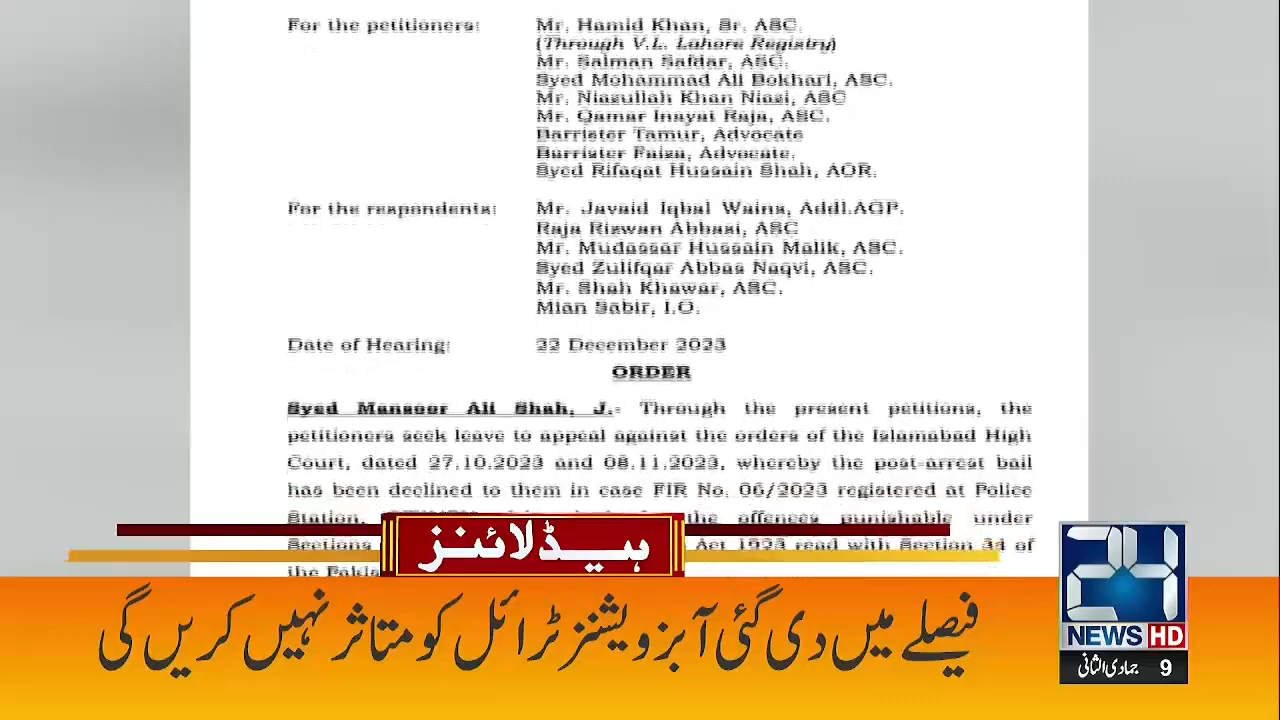 For the petitioners: Mr. Hamid Khan, Sr. ASC.
(Through V.L. Lahore Registry)
Mr. Salman Safdar, ASC.
Syed Mohammad Ali Bokhari, ASC.
Mr. Niazullah Khan Niazi, ASC
Mr. Qamar Inayat Raja, ASC.
Barrister Tamur, Advocate
Barrister Faiza, Advocate.
Syed Rifaqat Hussain Shah, AOR.
For the respondents: Mr. Javaid Iqbal Wains, Addl.AGP.
Raja Rizwan Abbasi, ASC
Mr. Mudassar Hussain Malik, ASC.
Syed Zulifqar Abbas Naqvi, ASC.
Mr. Shah Khawar, ASC.
Mian Sabir, I.O.
Date of Hearing: 22 December 2023
ORDER
Syed Mansoor Ali Shah, J.- Through the present petitions, the
petitioners seek leave to appeal against the orders of the Islamabad High
Court, dated 27.10.2023 and 08.11.2023, whereby the post-arrest bail
has been declined to them in case FIR No. 06/2023 registered at Police
Station, the offences punishable under
Sections Act 1923 read with Section 34 of
the
ہیڈلائنز
فیصلے میں دی گئی آبزویشنز ٹرائل کو متاثر نہیں کریں گی
24
NEWS HD
9 جمادی الثانی